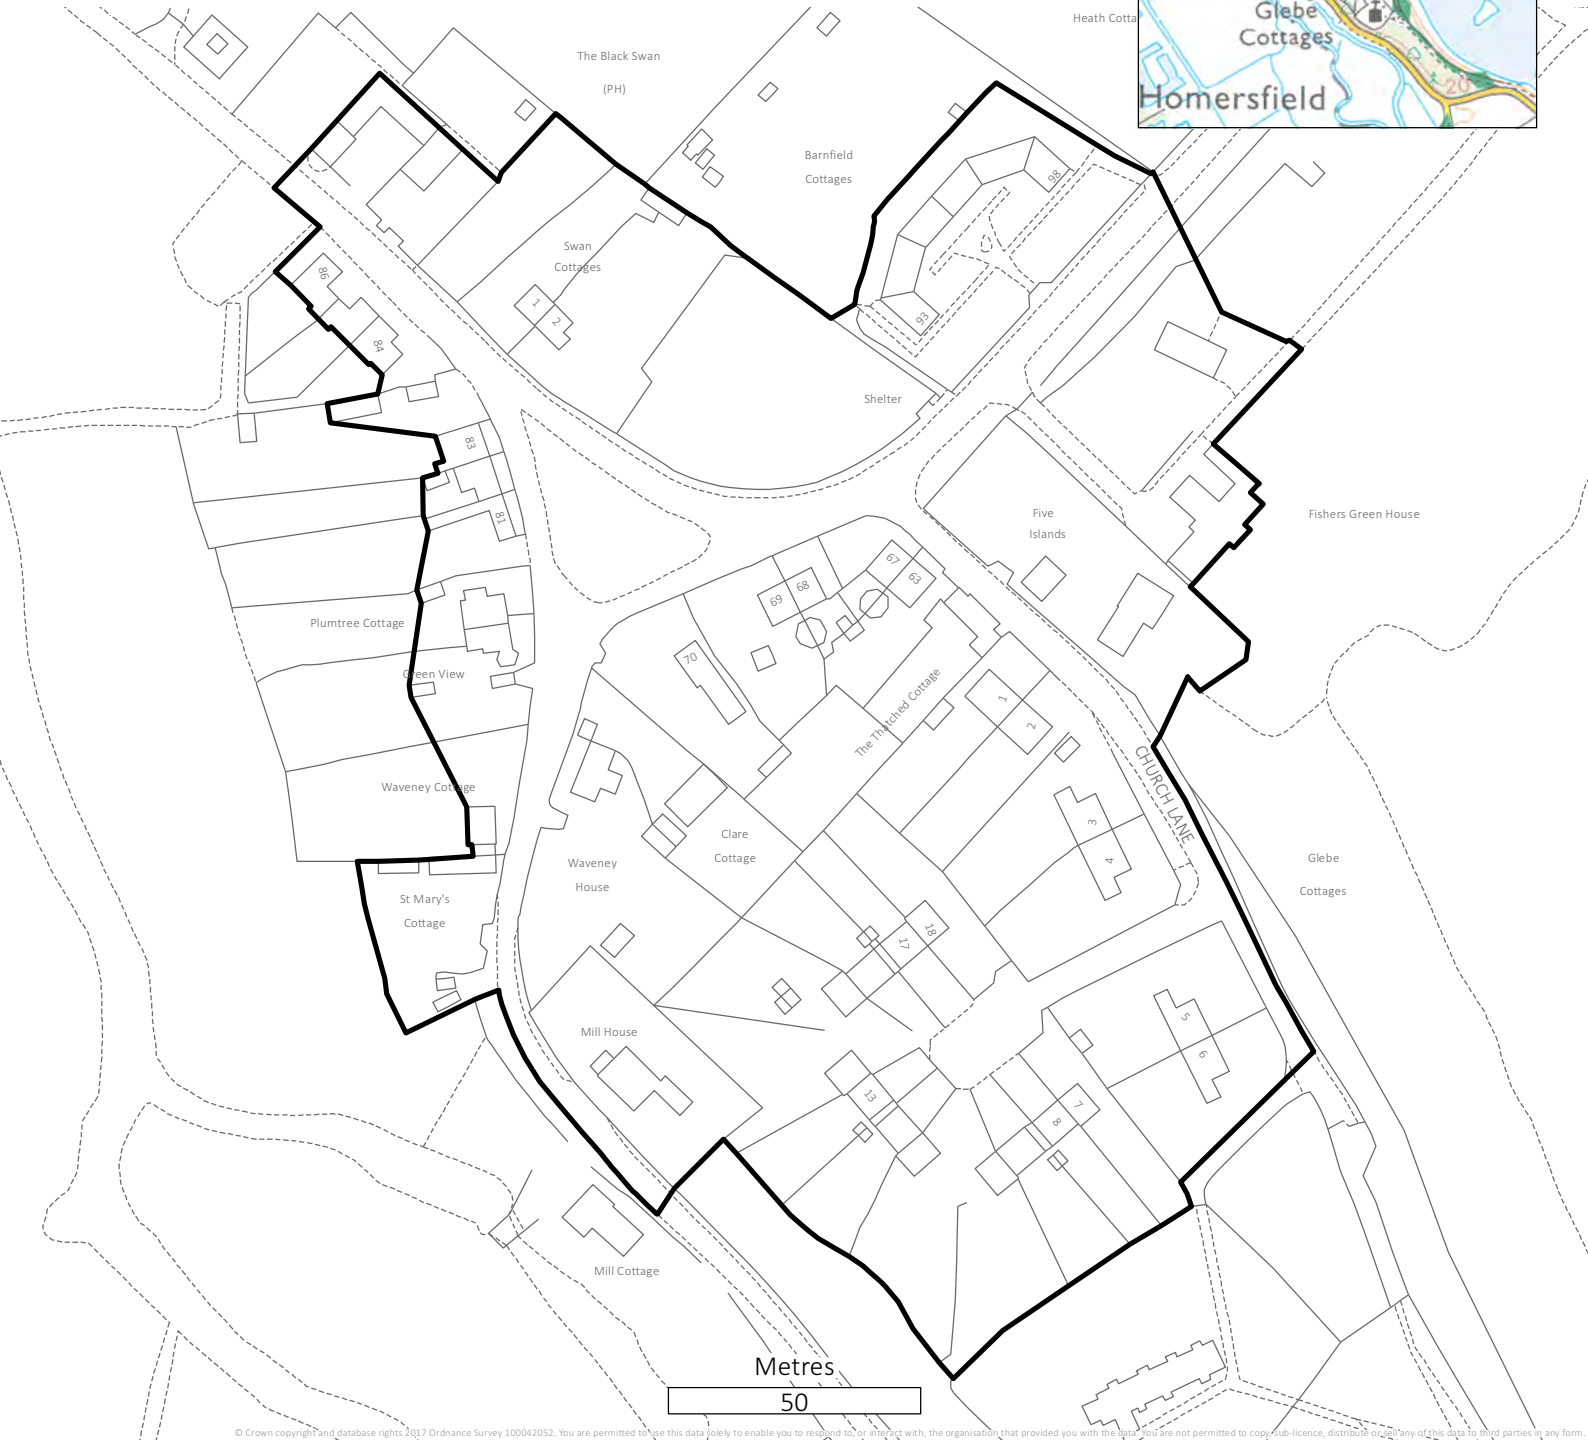 Heath Cotta
Glebe
Cottages
20
Homersfield
The Black Swan
(PH)
Barnfield
Cottages
98
Swan
Cottages
86
1
2
93
84
Shelter
83
81
Five
Islands
Fishers Green House
67
63
68
69
Plumtree Cottage
70
Green View
The Thatched Cottage
1
2
CHURCH LANE
Waveney Cottage
3
4
Clare
Cottage
Waveney
House
Glebe
Cottages
St Mary's
Cottage
18
17
5
6
Mill House
13
7
8
Mill Cottage
Metres
50
© Crown copyright and database rights 2017 Ordnance Survey 100042052. You are permitted to use this data solely to enable you to respond to, or interact with, the organisation that provided you with the data. You are not permitted to copy, sub-licence, distribute or sell any of this data to third parties in any form.